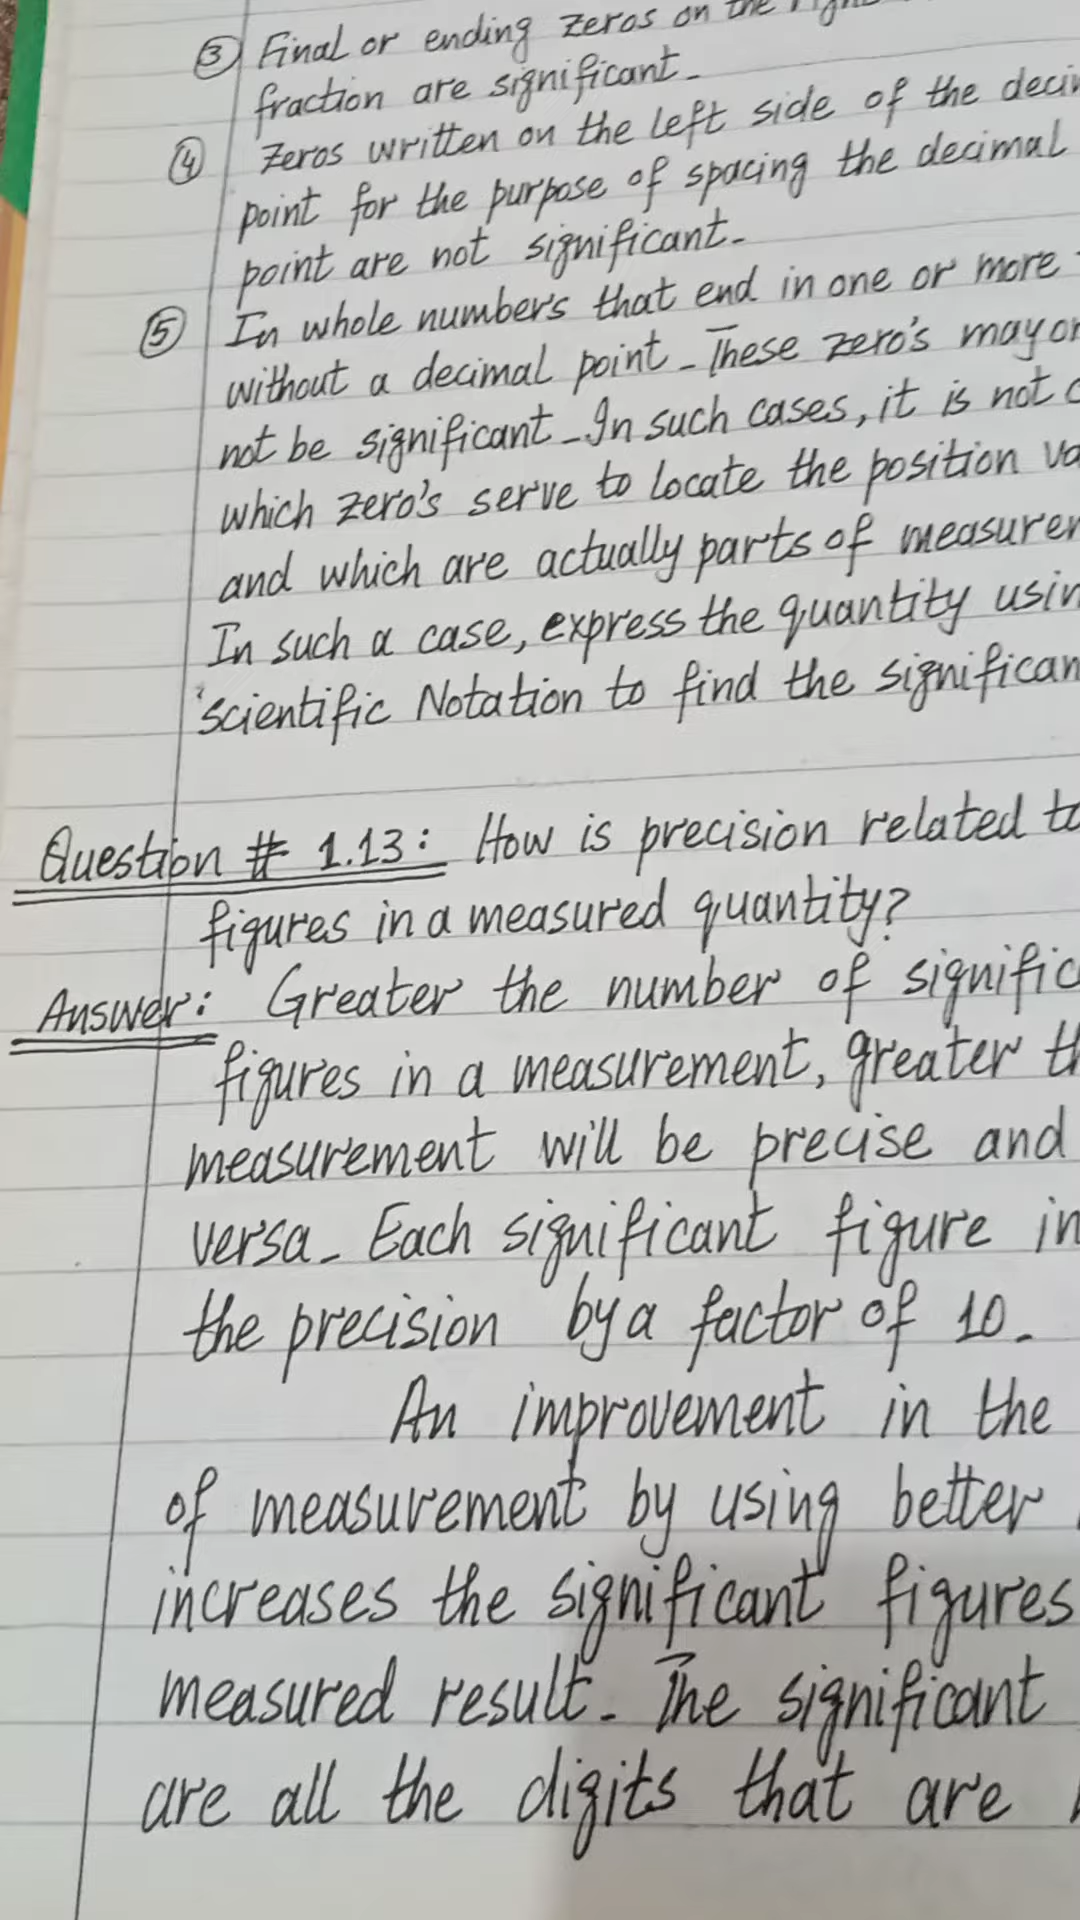 ③ Final or ending zeros on the
fraction are significant.
④ Zeros written on the left side of the
point for the purpose of spacing the decimal
point are not significant.
⑤ In whole numbers that end in one or more
without a decimal point. These zero's may or
not be significant. In such cases, it is not
which zero's serve to locate the position
and which are actually parts of
In such a case, express the quantity
scientific Notation to find the
Question # 1.13: How is precision related to
figures in a measured quantity?
Answer: Greater the number of
figures in a measurement, greater
measurement will be precise and
versa. Each significant figure
the precision by a factor of 10.
An improvement in the
of measurement by using better
increases the significant figures
measured result. The significant
are all the digits that are